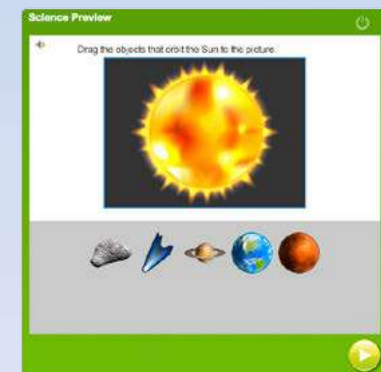 Science Preview
Drag the objects that orbit the Sun to the picture.